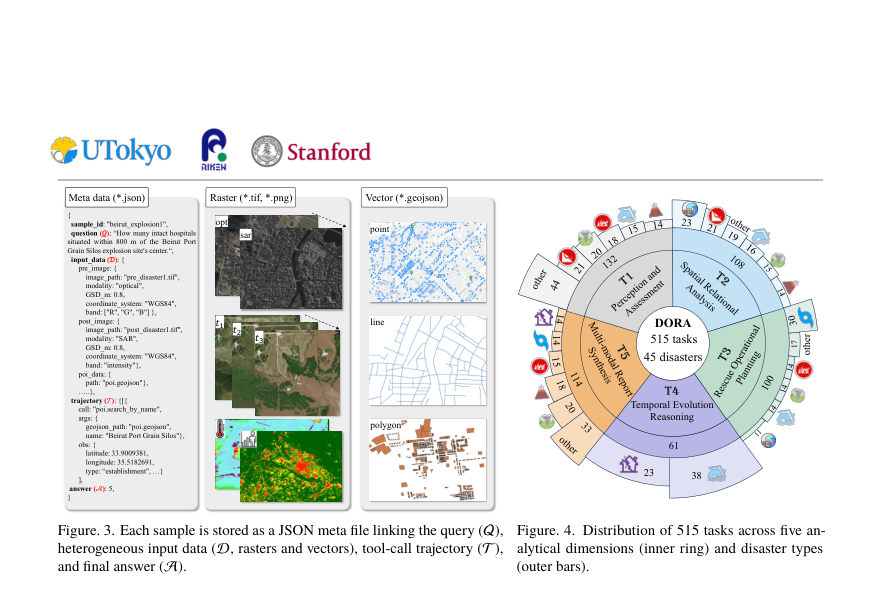 UTokyo
RIKEN
Stanford
Meta data (*.json)
{
sample_id: "beirut_explosion1",
question (Q): "How many intact hospitals
situated within 800 m of the Beirut Port
Grain Silos explosion site's center.",
input_data (D): {
pre_image: {
image_path: "pre_disaster1.tif",
modality: "optical",
GSD_m: 0.8,
coordinate_system: "WGS84",
band: ["R", "G", "B"] },
post_image: {
image_path: "post_disaster1.tif",
modality: "SAR",
GSD_m: 0.8,
coordinate_system: "WGS84",
band: "intensity"},
poi_data: {
path: "poi.geojson"},
.....},
trajectory (T): {[{
call: "poi.search_by_name",
args: {
geojson_path: "poi.geojson",
name: "Beirut Port Grain Silos"},
obs: {
latitude: 33.9009381,
longitude: 35.5182691,
type: "establishment", …}
],
answer (A): 5,
}
Raster (*.tif, *.png)
opt
sar
t1
t2
t3
Vector (*.geojson)
point
line
polygon
DORA
515 tasks
45 disasters
T1
Perception and
Assessment
132
other
44
21
20
18
15
14
T2
Spatial Relational
Analysis
108
23
21
other
19
16
15
14
T3
Rescue Operational
Planning
100
30
other
17
T4
Temporal Evolution
Reasoning
61
38
23
T5
Multi-modal Report
Synthesis
114
14
14
15
18
20
33
other
Figure. 3. Each sample is stored as a JSON meta file linking the query (Q),
heterogeneous input data (D, rasters and vectors), tool-call trajectory (T),
and final answer (A).
Figure. 4. Distribution of 515 tasks across five an-
alytical dimensions (inner ring) and disaster types
(outer bars).